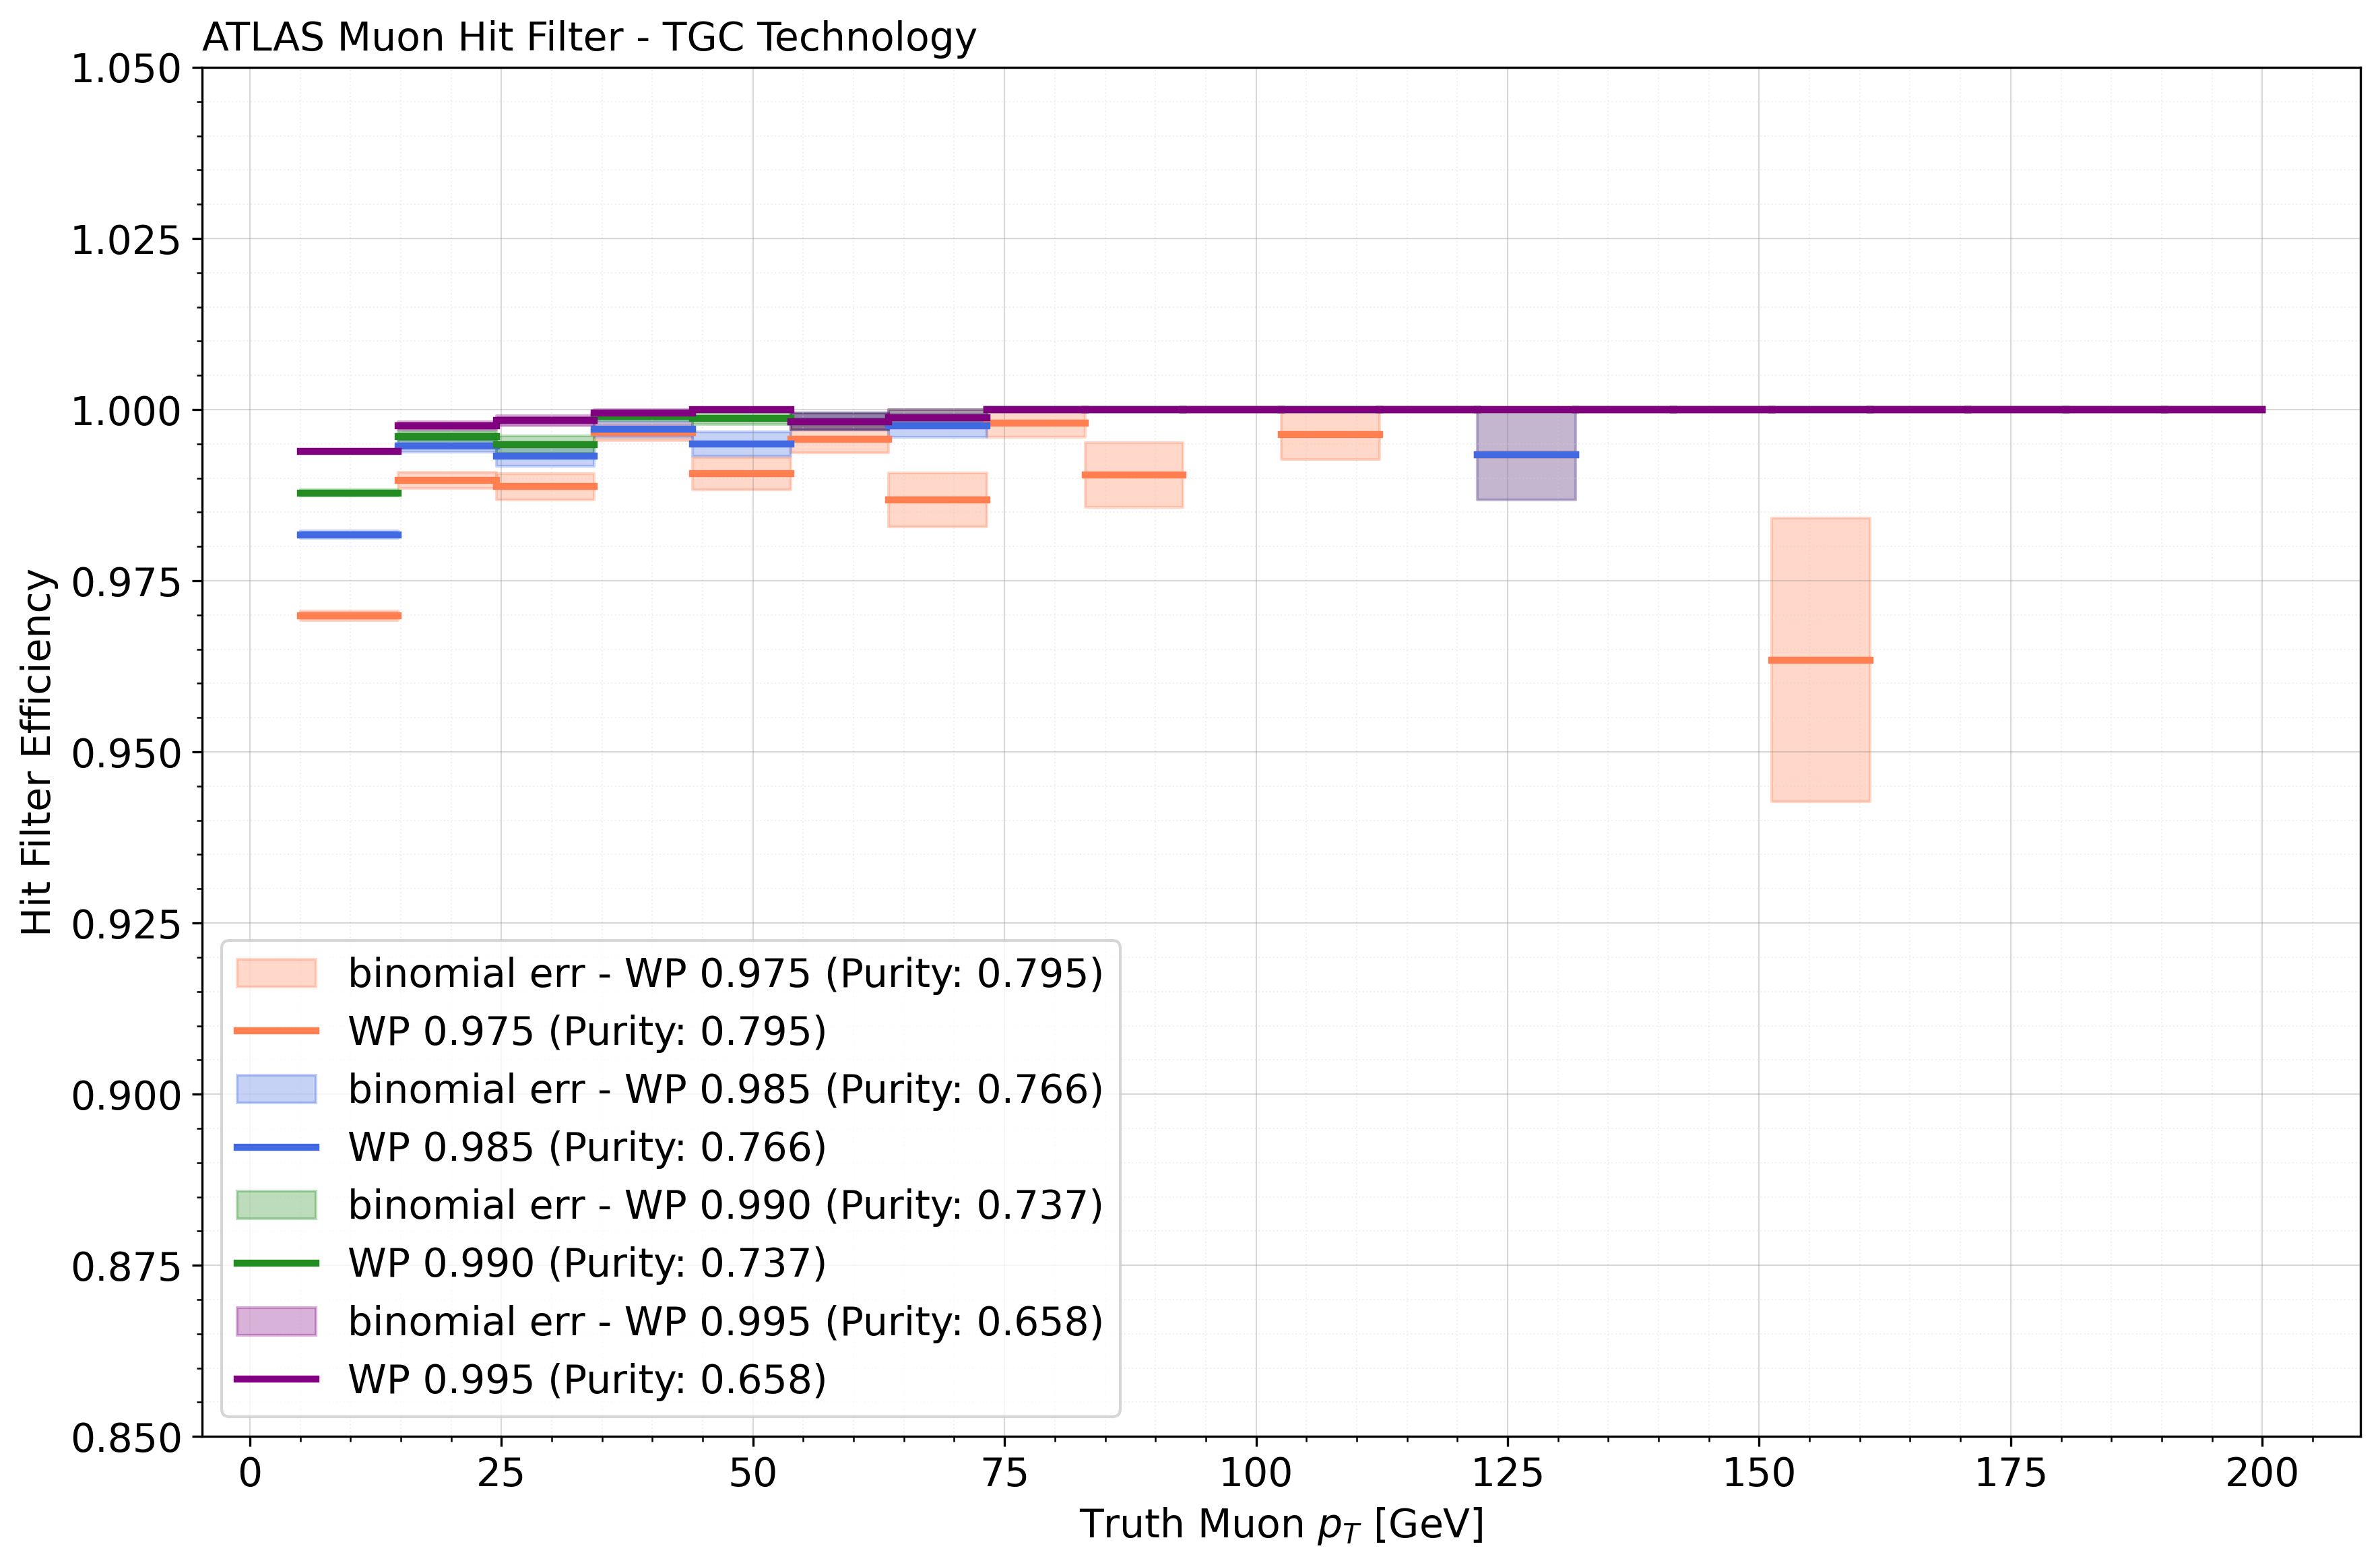 ATLAS Muon Hit Filter - TGC Technology
1.050
1.025
1.000
0.975
0.950
0.925
0.900
0.875
0.850
Hit Filter Efficiency
binomial err - WP 0.975 (Purity: 0.795)
WP 0.975 (Purity: 0.795)
binomial err - WP 0.985 (Purity: 0.766)
WP 0.985 (Purity: 0.766)
binomial err - WP 0.990 (Purity: 0.737)
WP 0.990 (Purity: 0.737)
binomial err - WP 0.995 (Purity: 0.658)
WP 0.995 (Purity: 0.658)
0 25 50 75 100 125 150 175 200
Truth Muon p_T [GeV]